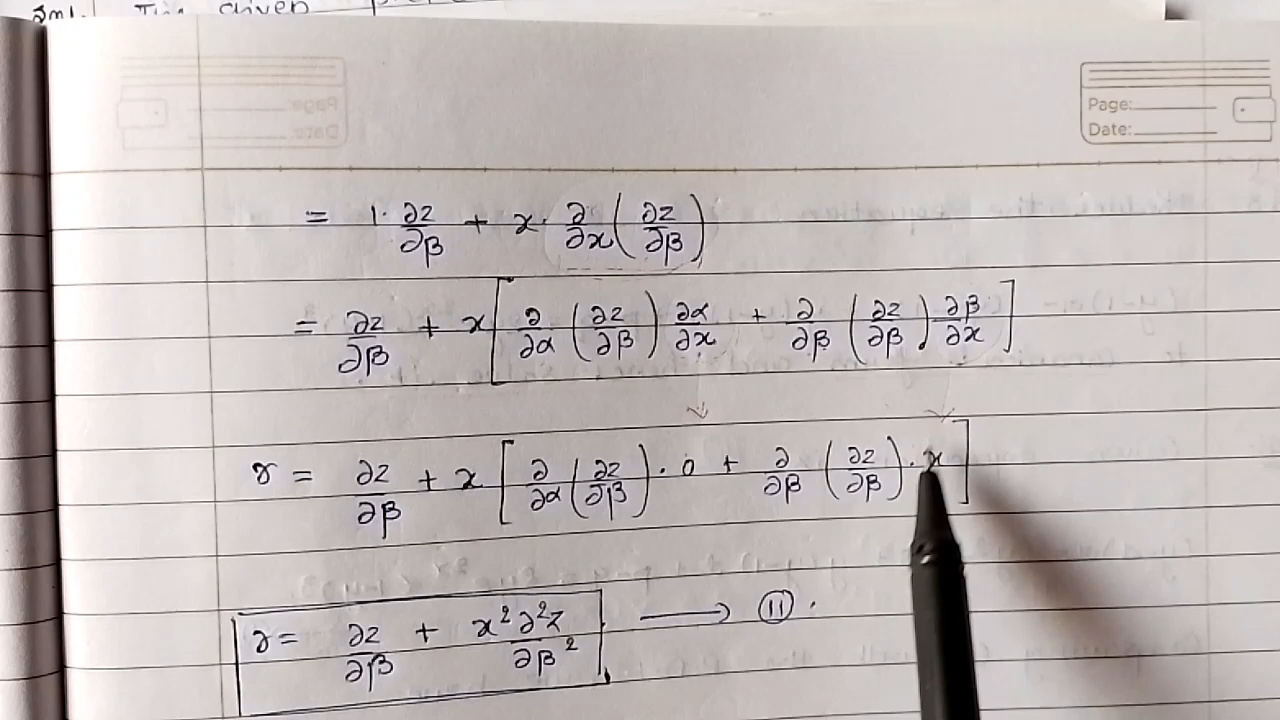 Page:
Date:
= 1· ∂z/∂β + x· ∂/∂x (∂z/∂β)
= ∂z/∂β + x [ ∂/∂α (∂z/∂β) ∂α/∂x + ∂/∂β (∂z/∂β) ∂β/∂x ]
r = ∂z/∂β + x [ ∂/∂α (∂z/∂β) · 0 + ∂/∂β (∂z/∂β) · x ]
r = ∂z/∂β + x²∂²z/∂β² → ⑪ .